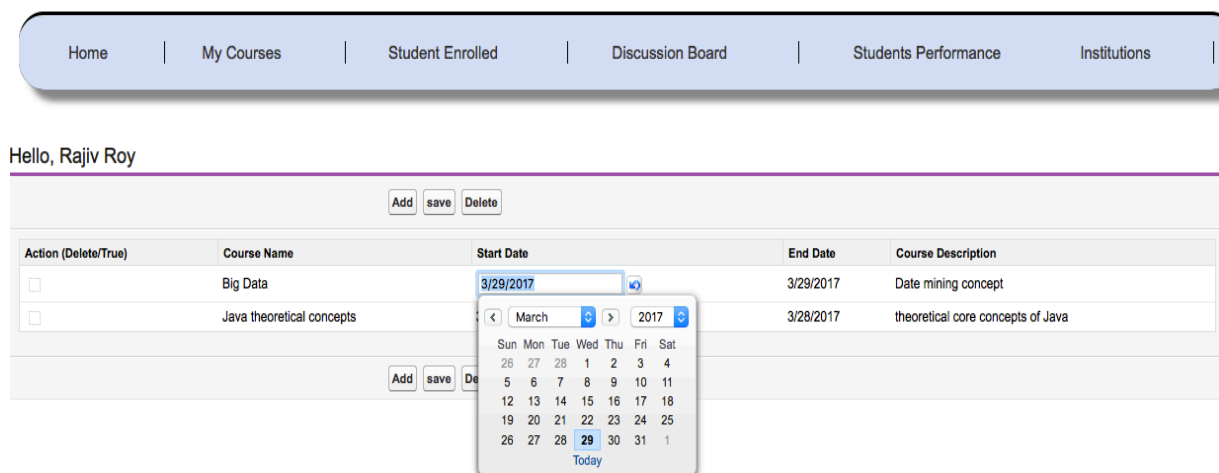 Home My Courses Student Enrolled Discussion Board Students Performance Institutions
Hello, Rajiv Roy
Add save Delete
Action (Delete/True) Course Name Start Date End Date Course Description
Big Data 3/29/2017 3/29/2017 Date mining concept
Java theoretical concepts 3/28/2017 theoretical core concepts of Java
March 2017
Sun Mon Tue Wed Thu Fri Sat
26 27 28 1 2 3 4
5 6 7 8 9 10 11
12 13 14 15 16 17 18
19 20 21 22 23 24 25
26 27 28 29 30 31 1
Today
Add save De